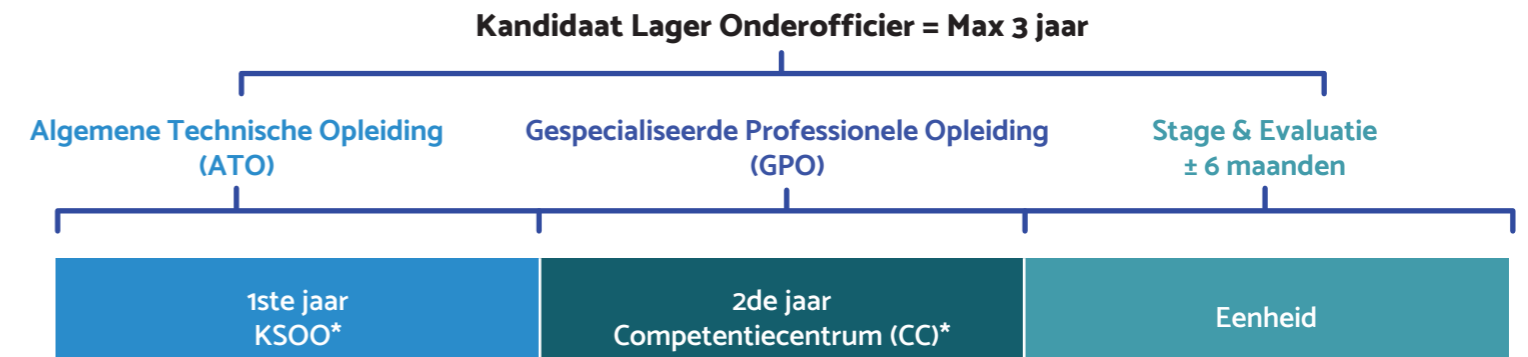 Kandidaat Lager Onderofficier = Max 3 jaar
Algemene Technische Opleiding
(ATO)
Gespecialiseerde Professionele Opleiding
(GPO)
Stage & Evaluatie
± 6 maanden
1ste jaar
KSOO*
2de jaar
Competentiecentrum (CC)*
Eenheid